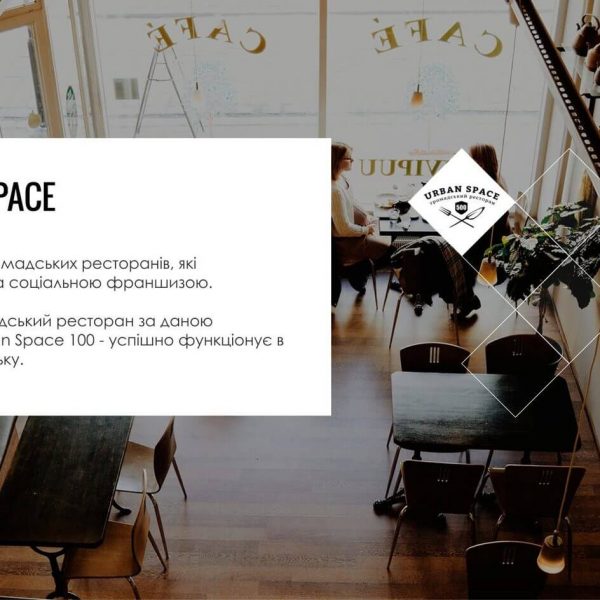 CAFÉ
CAFÉ
PACE
мадських ресторанів, які
а соціальною франшизою.
дський ресторан за даною
n Space 100 - успішно функціонує в
ьку.
URBAN SPACE
громадський ресторан
500